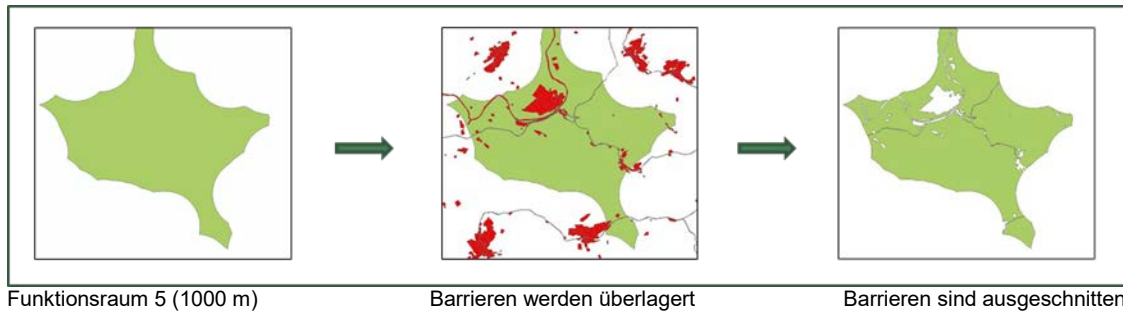 Funktionsraum 5 (1000 m)
Barrieren werden überlagert
Barrieren sind ausgeschnitten